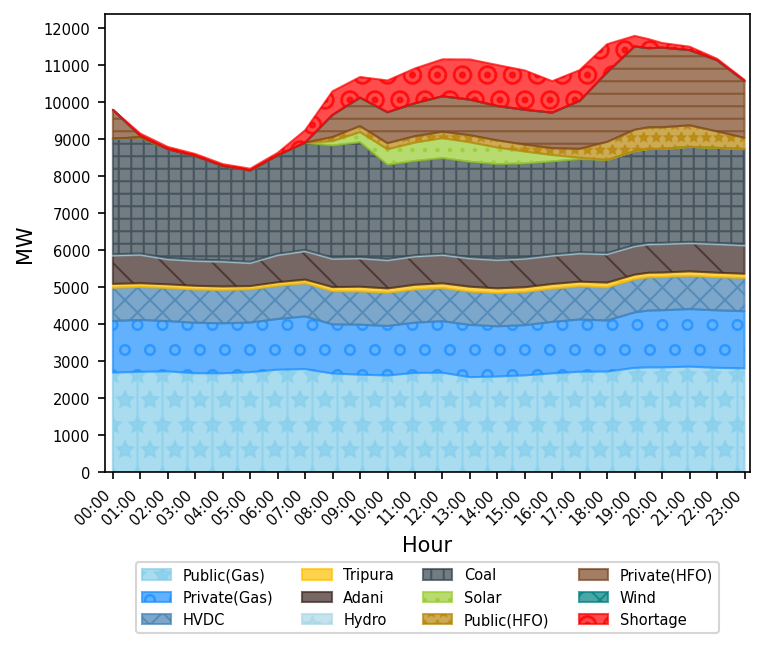 12000
11000
10000
9000
8000
7000
6000
5000
4000
3000
2000
1000
0
MW
00:00 01:00 02:00 03:00 04:00 05:00 06:00 07:00 08:00 09:00 10:00 11:00 12:00 13:00 14:00 15:00 16:00 17:00 18:00 19:00 20:00 21:00 22:00 23:00
Hour
Public(Gas) Tripura Coal Private(HFO)
Private(Gas) Adani Solar Wind
HVDC Hydro Public(HFO) Shortage